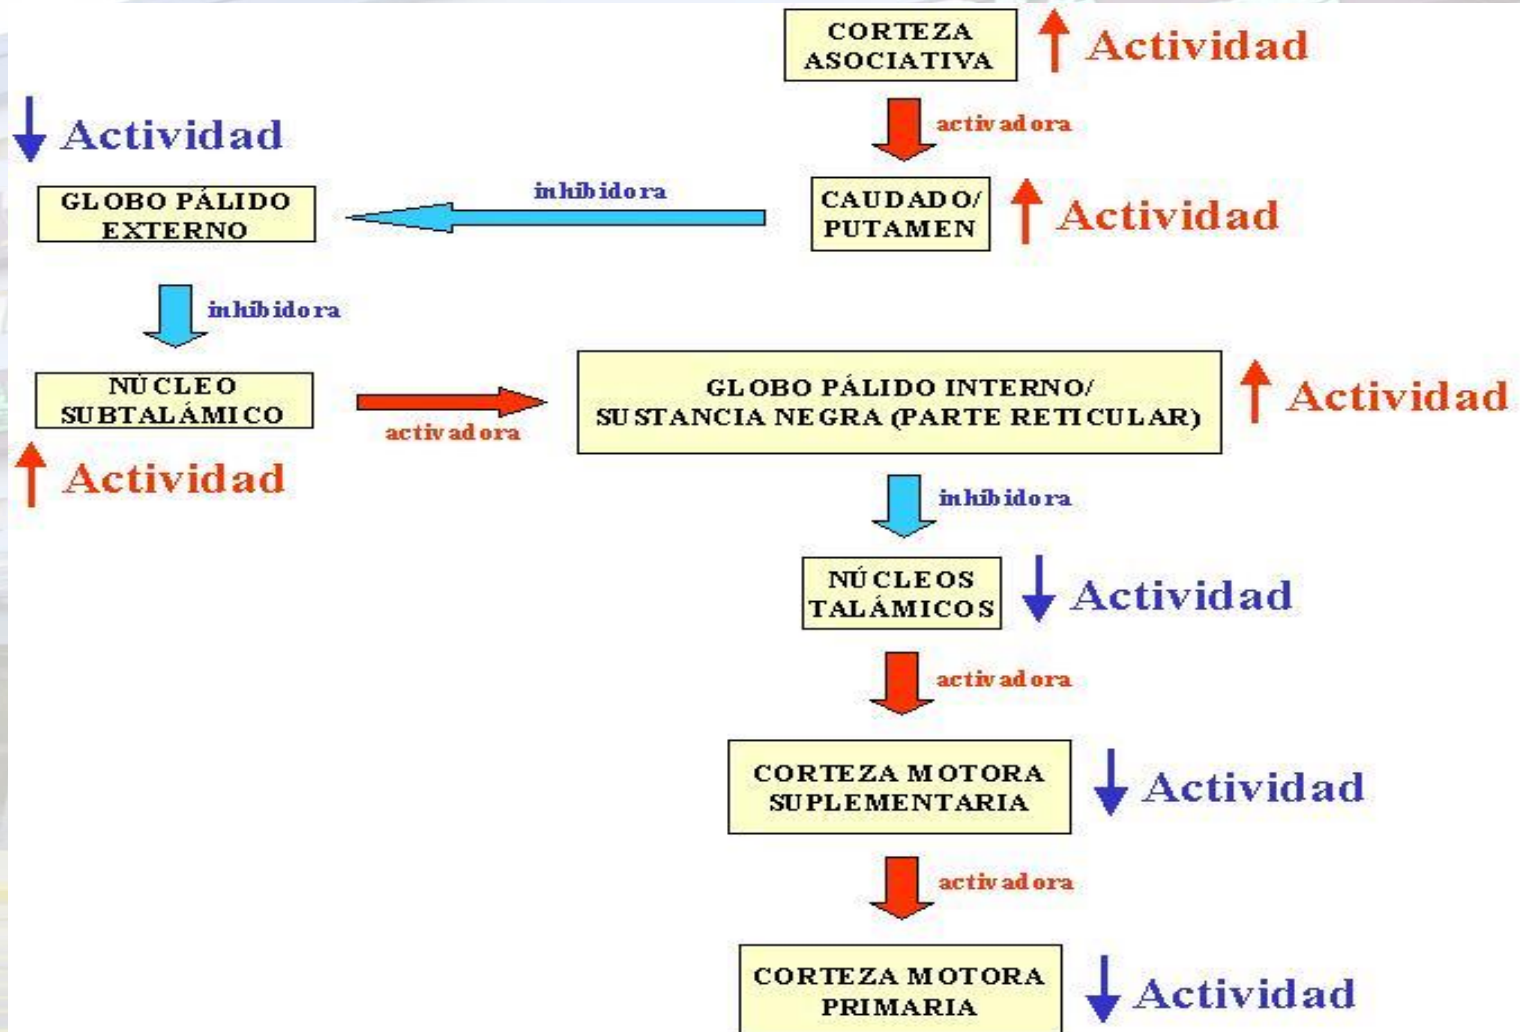 CORTEZA
ASOCIATIVA
Actividad
activadora
Actividad
GLOBO PÁLIDO
EXTERNO
inhibidora
CAUDADO/
PUTAMEN
Actividad
inhibidora
NÚCLEO
SUBTALÁMICO
Actividad
activadora
GLOBO PÁLIDO INTERNO/
SUSTANCIA NEGRA (PARTE RETICULAR)
Actividad
inhibidora
NÚCLEOS
TALÁMICOS
Actividad
activadora
CORTEZA MOTORA
SUPLEMENTARIA
Actividad
activadora
CORTEZA MOTORA
PRIMARIA
Actividad